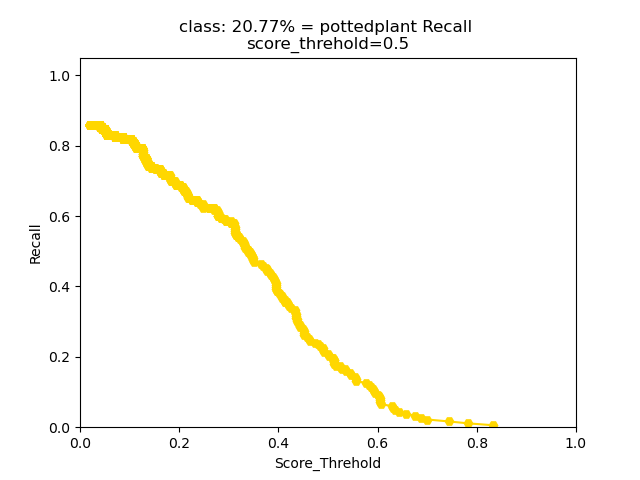 class: 20.77% = pottedplant Recall
score_threhold=0.5
Recall
1.0
0.8
0.6
0.4
0.2
0.0
0.0 0.2 0.4 0.6 0.8 1.0
Score_Threhold